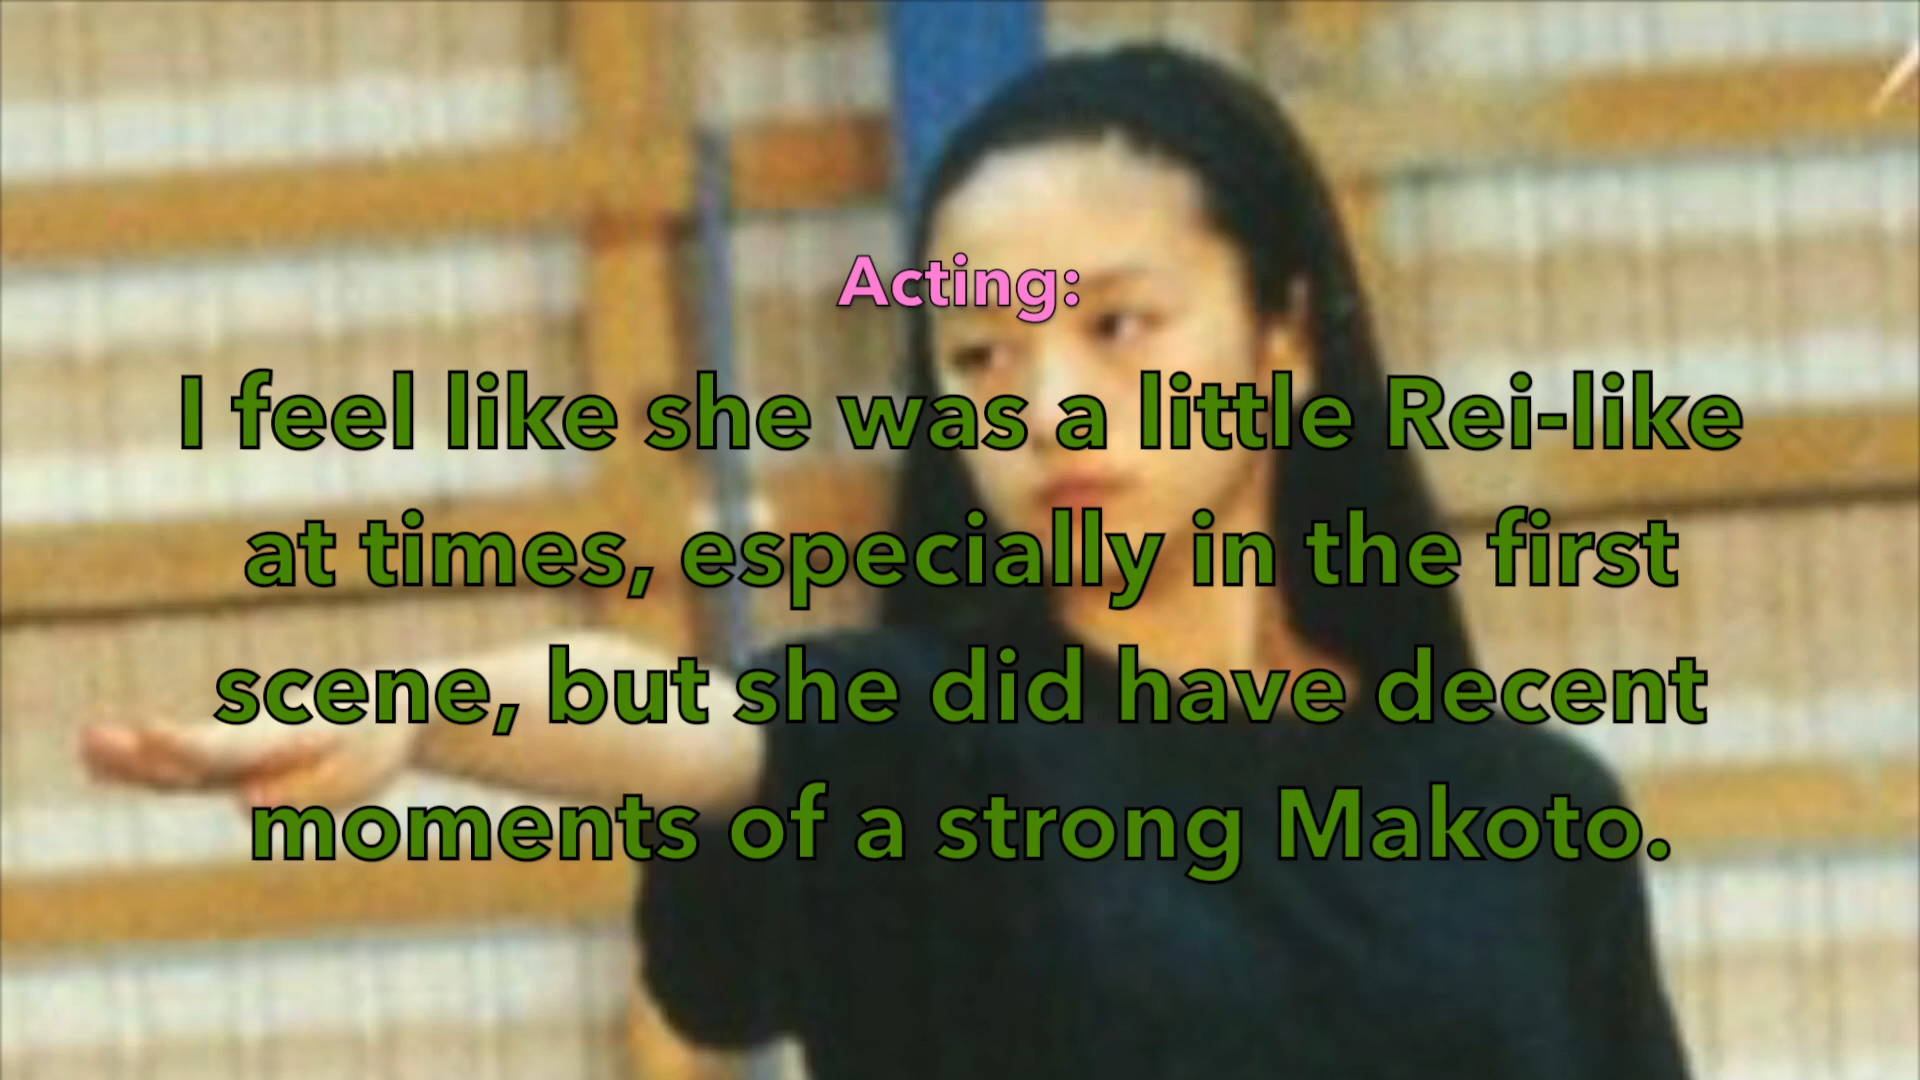 Acting:
I feel like she was a little Rei-like
at times, especially in the first
scene, but she did have decent
moments of a strong Makoto.